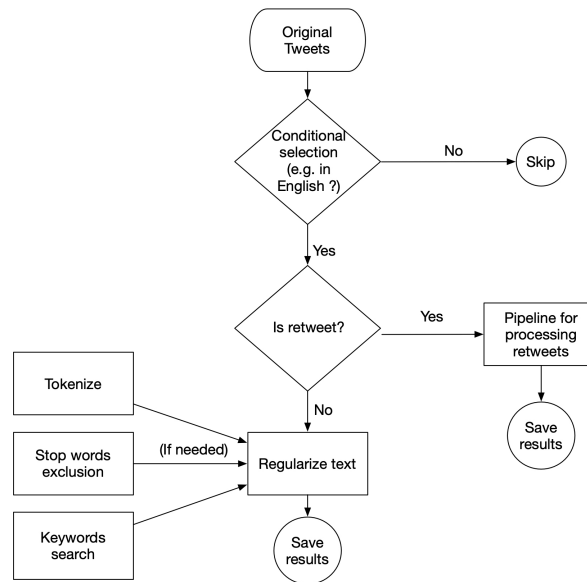 Original
Tweets
Conditional
selection
(e.g. in
English ?)
No
Skip
Yes
Is retweet?
Yes
Pipeline for
processing
retweets
Save
results
No
Tokenize
Stop words
exclusion
(If needed)
Regularize text
Keywords
search
Save
results